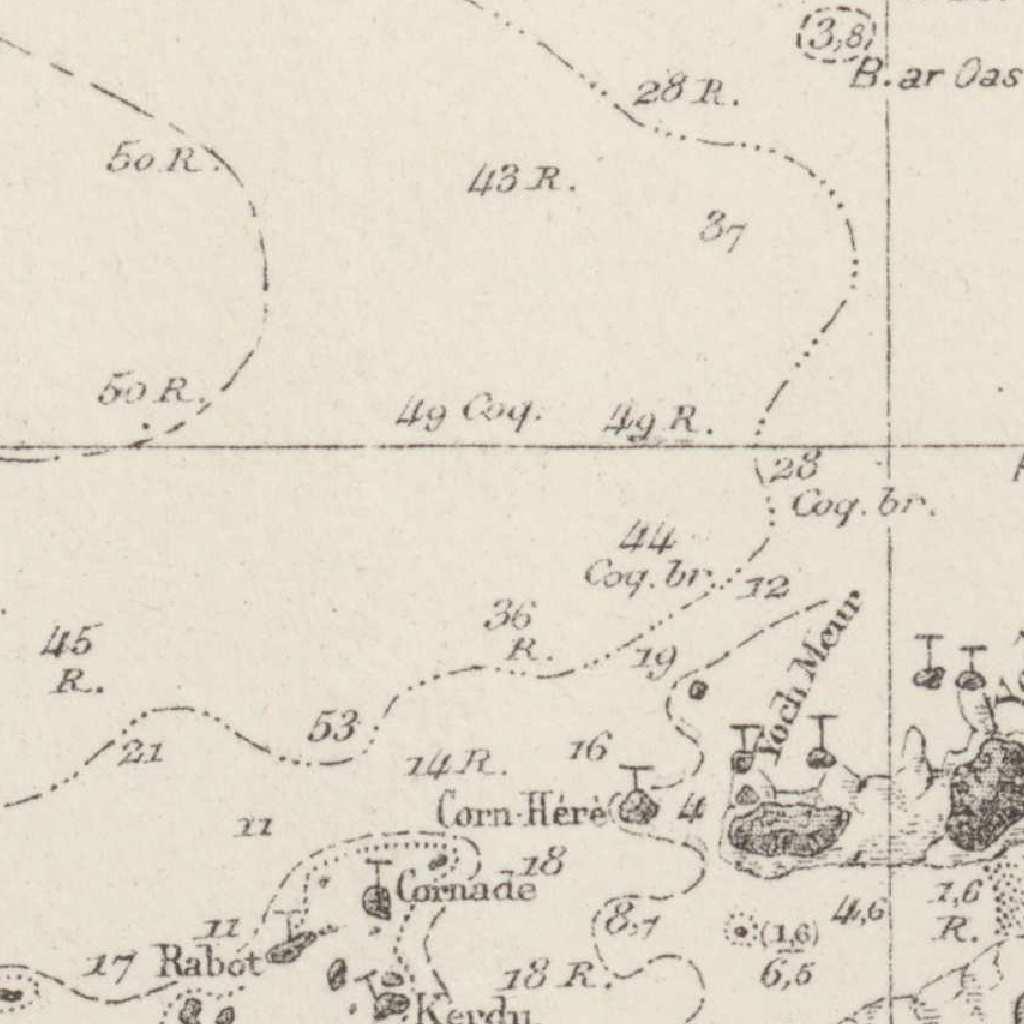 3,8
B. ar Oas
28 R.
50 R.
43 R.
37
50 R.
49 Coq.
49 R.
28
Coq. br.
44
Coq. br.
12
36
R.
45
R.
19
Yoch Meur
53
21
16
14 R.
Corn-Héré
4
11
18
Cornade
1,6
R.
4,6
8,7
11
(1,6)
6,5
17
Rabot
18 R.
Kerdu